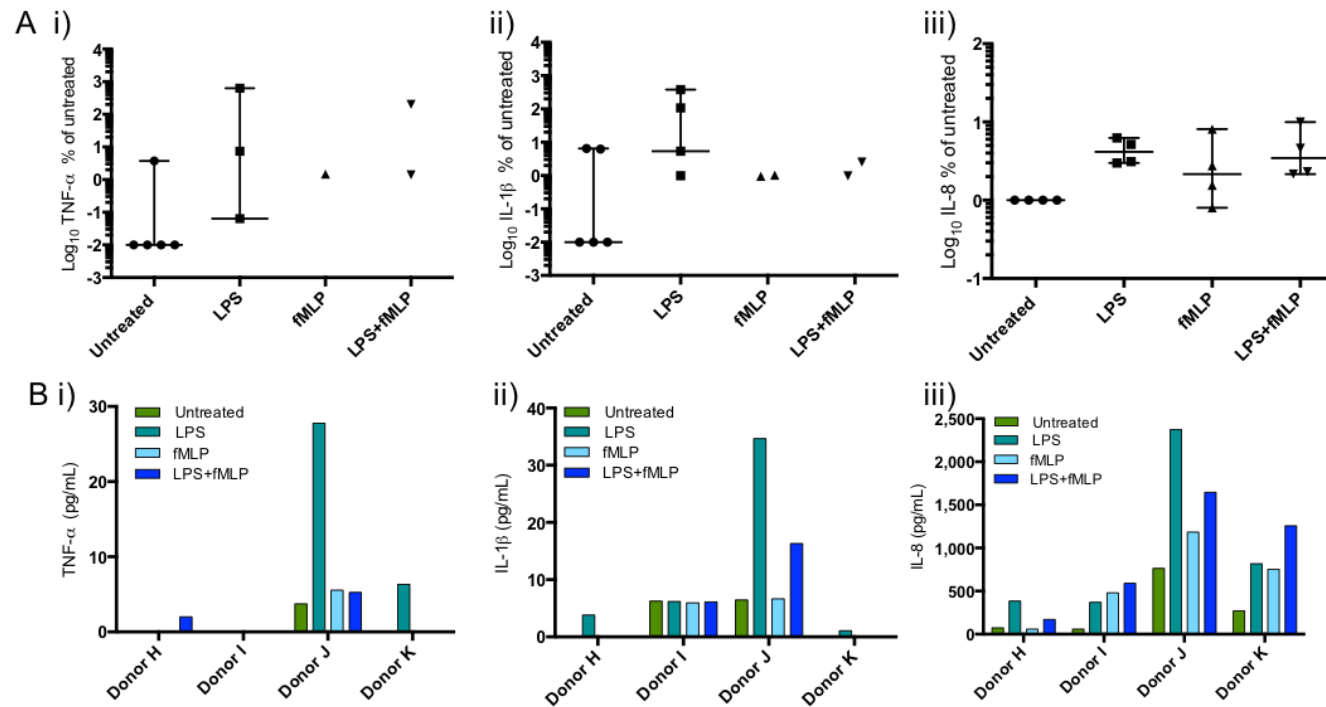 A i)
Log10 TNF-α % of untreated
4
3
2
1
0
-1
-2
-3
Untreated
LPS
fMLP
LPS+fMLP
ii)
Log10 IL-1β % of untreated
4
3
2
1
0
-1
-2
-3
Untreated
LPS
fMLP
LPS+fMLP
iii)
Log10 IL-8 % of untreated
2
1
0
-1
Untreated
LPS
fMLP
LPS+fMLP
B i)
TNF-α (pg/mL)
30
20
10
0
Untreated
LPS
fMLP
LPS+fMLP
Donor H
Donor I
Donor J
Donor K
ii)
IL-1β (pg/mL)
40
30
20
10
0
Untreated
LPS
fMLP
LPS+fMLP
Donor H
Donor I
Donor J
Donor K
iii)
IL-8 (pg/mL)
2,500
2,000
1,500
1,000
500
0
Untreated
LPS
fMLP
LPS+fMLP
Donor H
Donor I
Donor J
Donor K